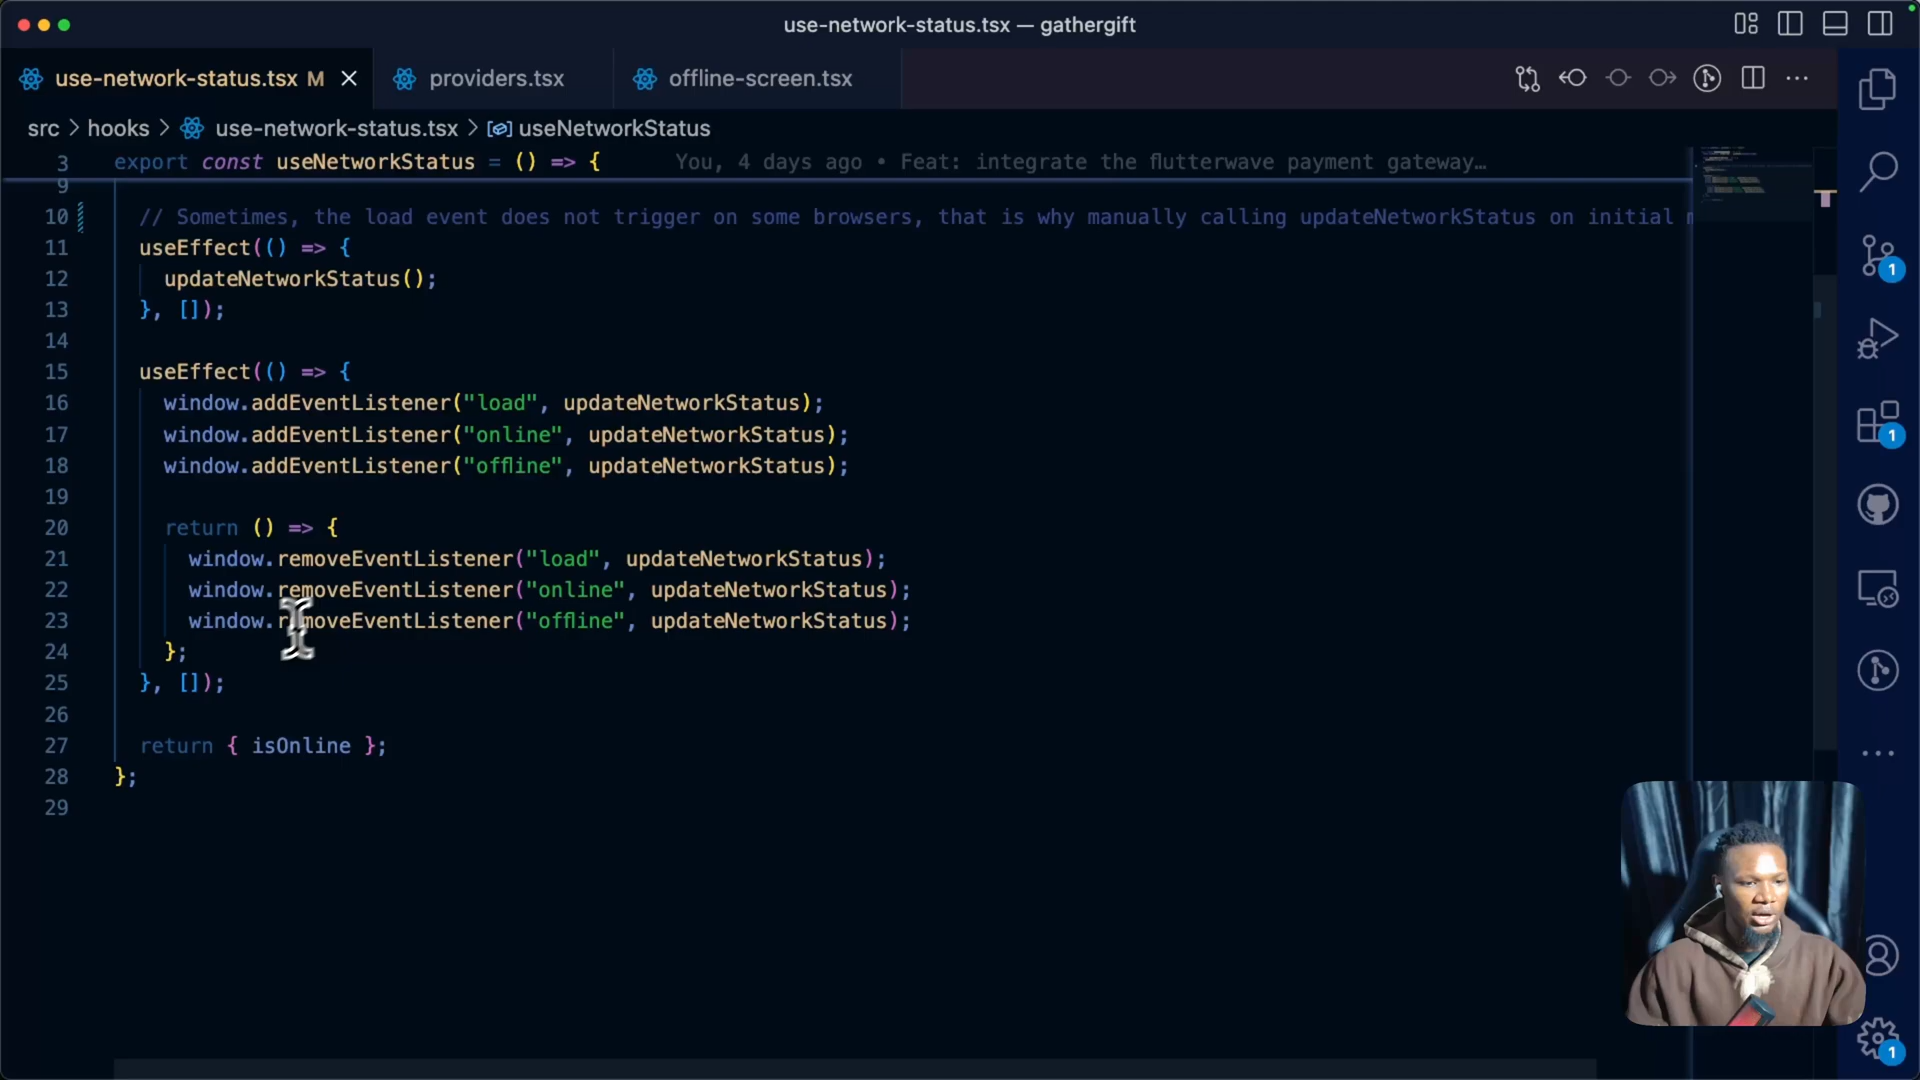 use-network-status.tsx — gathergift
use-network-status.tsx M
providers.tsx
offline-screen.tsx
src > hooks > use-network-status.tsx > useNetworkStatus
3 export const useNetworkStatus = () => { You, 4 days ago • Feat: integrate the flutterwave payment gateway…
9
10 // Sometimes, the load event does not trigger on some browsers, that is why manually calling updateNetworkStatus on initial
11 useEffect(() => {
12 updateNetworkStatus();
13 }, []);
14
15 useEffect(() => {
16 window.addEventListener("load", updateNetworkStatus);
17 window.addEventListener("online", updateNetworkStatus);
18 window.addEventListener("offline", updateNetworkStatus);
19
20 return () => {
21 window.removeEventListener("load", updateNetworkStatus);
22 window.removeEventListener("online", updateNetworkStatus);
23 window.removeEventListener("offline", updateNetworkStatus);
24 };
25 }, []);
26
27 return { isOnline };
28 };
29
1
1
1